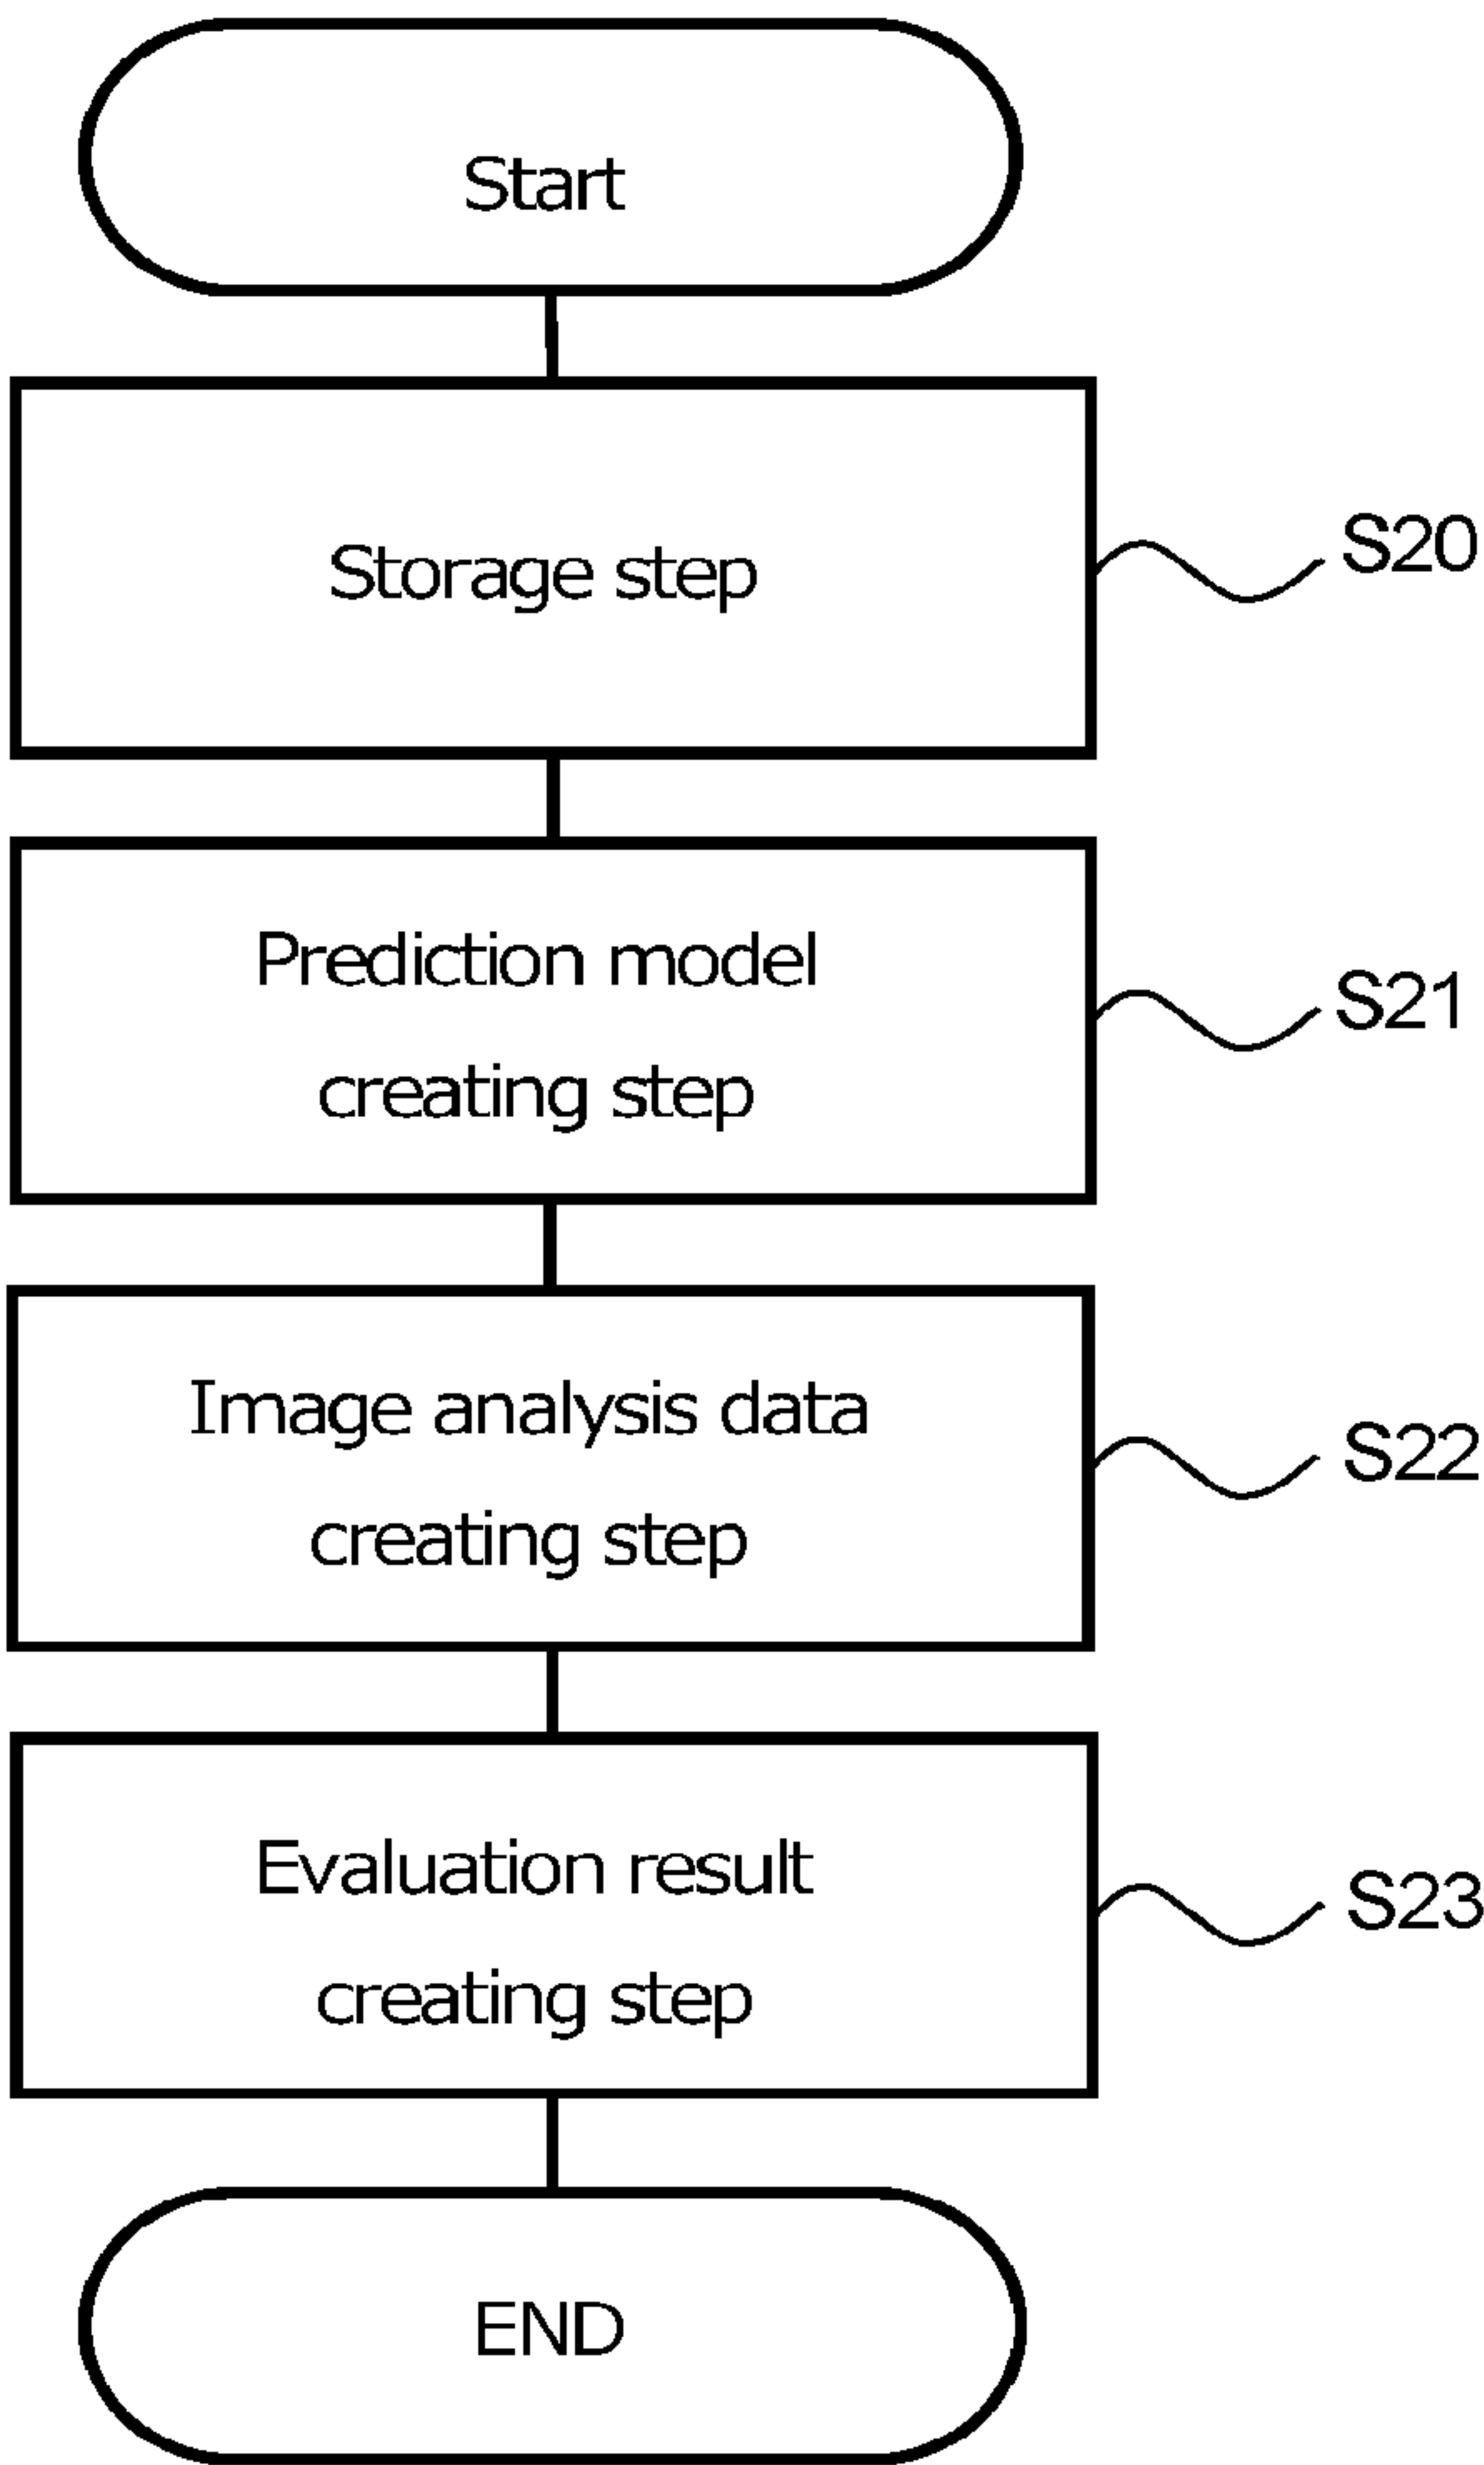 Start
Storage step
S20
Prediction model
creating step
S21
Image analysis data
creating step
S22
Evaluation result
creating step
S23
END